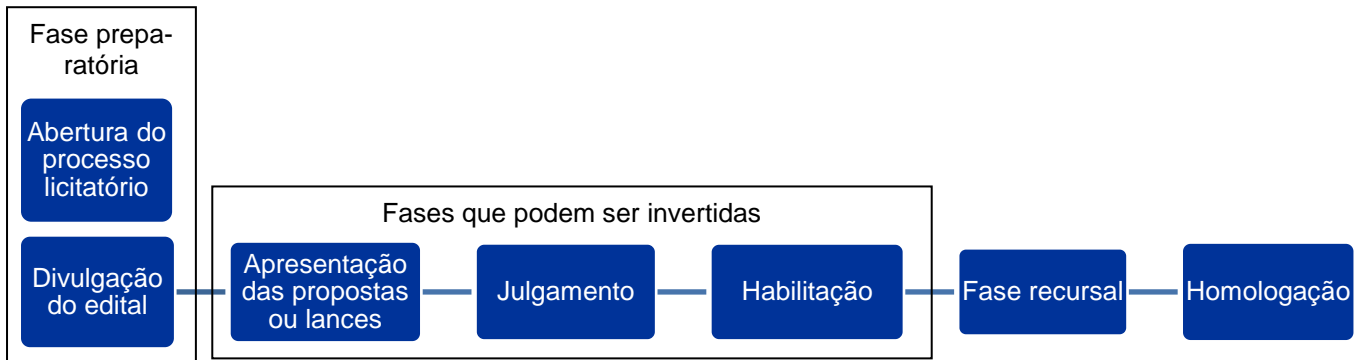 Fase prepa-
ratória
Abertura do
processo
licitatório
Divulgação
do edital
Fases que podem ser invertidas
Apresentação
das propostas
ou lances
Julgamento
Habilitação
Fase recursal
Homologação